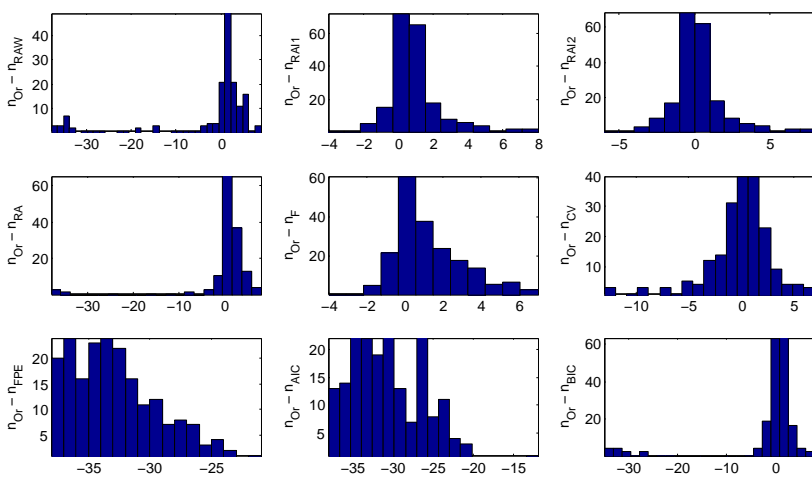 n_Or − n_RAW
40
30
20
10
−30 −20 −10 0
n_Or − n_RAI1
60
40
20
−4 −2 0 2 4 6 8
n_Or − n_RAI2
60
40
20
−5 0 5
n_Or − n_RA
60
40
20
−30 −20 −10 0
n_Or − n_F
60
40
20
−4 −2 0 2 4 6
n_Or − n_CV
40
30
20
10
−10 −5 0 5
n_Or − n_FPE
20
15
10
5
−35 −30 −25
n_Or − n_AIC
20
15
10
5
−35 −30 −25 −20 −15
n_Or − n_BIC
60
40
20
−30 −20 −10 0